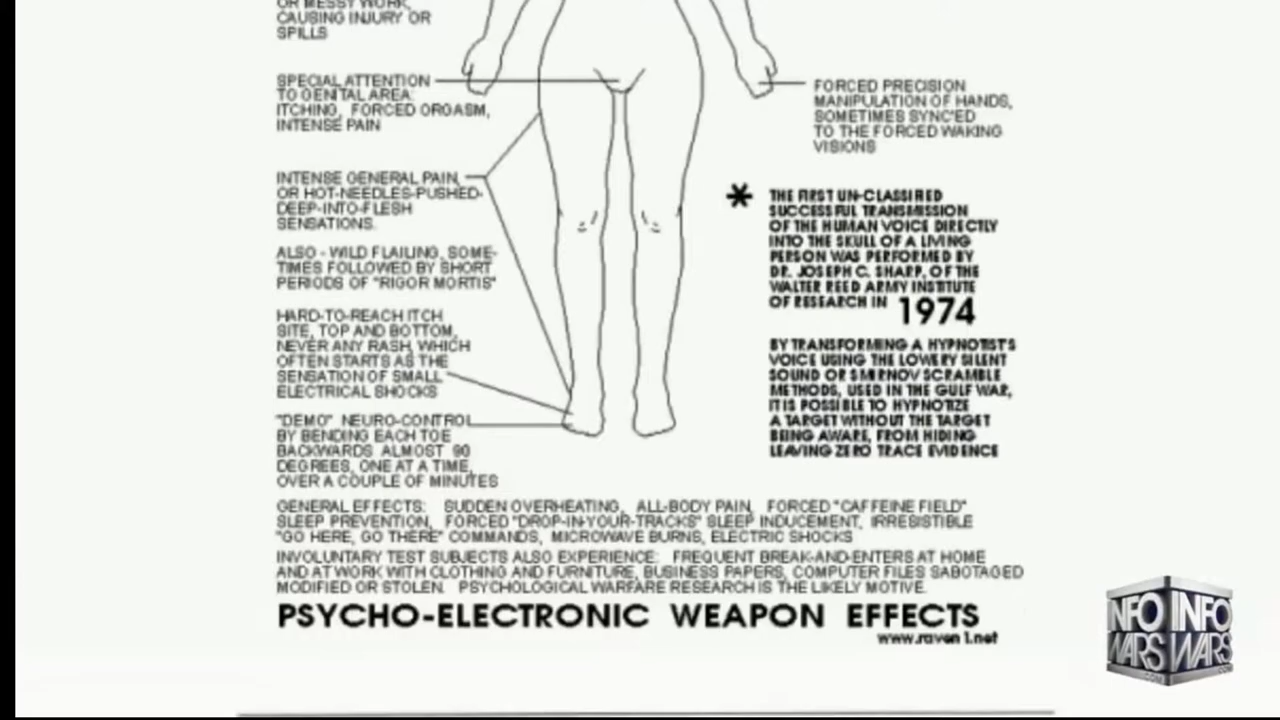 OR MESSY WORK,
CAUSING INJURY OR
SPILLS
SPECIAL ATTENTION
TO GENITAL AREA:
ITCHING, FORCED ORGASM,
INTENSE PAIN
INTENSE GENERAL PAIN,
OR HOT-NEEDLES-PUSHED-
DEEP-INTO-FLESH
SENSATIONS.
ALSO - WILD FLAILING, SOME-
TIMES FOLLOWED BY SHORT
PERIODS OF "RIGOR MORTIS"
HARD-TO-REACH ITCH
SITE, TOP AND BOTTOM,
NEVER ANY RASH, WHICH
OFTEN STARTS AS THE
SENSATION OF SMALL
ELECTRICAL SHOCKS
"DEMO" NEURO-CONTROL
BY BENDING EACH TOE
BACKWARDS ALMOST 90
DEGREES, ONE AT A TIME,
OVER A COUPLE OF MINUTES
FORCED PRECISION
MANIPULATION OF HANDS,
SOMETIMES SYNC'ED
TO THE FORCED WAKING
VISIONS
* THE FIRST UN-CLASSIFIED
SUCCESSFUL TRANSMISSION
OF THE HUMAN VOICE DIRECTLY
INTO THE SKULL OF A LIVING
PERSON WAS PERFORMED BY
DR. JOSEPH C. SHARP, OF THE
WALTER REED ARMY INSTITUTE
OF RESEARCH IN 1974
BY TRANSFORMING A HYPNOTIST'S
VOICE USING THE LOWERY SILENT
SOUND OR SMIRNOV SCRAMBLE
METHODS, USED IN THE GULF WAR,
IT IS POSSIBLE TO HYPNOTIZE
A TARGET WITHOUT THE TARGET
BEING AWARE, FROM HIDING
LEAVING ZERO TRACE EVIDENCE
GENERAL EFFECTS: SUDDEN OVERHEATING, ALL-BODY PAIN, FORCED "CAFFEINE FIELD"
SLEEP PREVENTION, FORCED "DROP-IN-YOUR-TRACKS" SLEEP INDUCEMENT, IRRESISTIBLE
"GO HERE, GO THERE" COMMANDS, MICROWAVE BURNS, ELECTRIC SHOCKS
INVOLUNTARY TEST SUBJECTS ALSO EXPERIENCE: FREQUENT BREAK-AND-ENTERS AT HOME
AND AT WORK WITH CLOTHING AND FURNITURE, BUSINESS PAPERS, COMPUTER FILES SABOTAGED
MODIFIED OR STOLEN. PSYCHOLOGICAL WARFARE RESEARCH IS THE LIKELY MOTIVE.
PSYCHO-ELECTRONIC WEAPON EFFECTS
www.raven1.net
INFO INFO
WARS WARS
.COM .COM